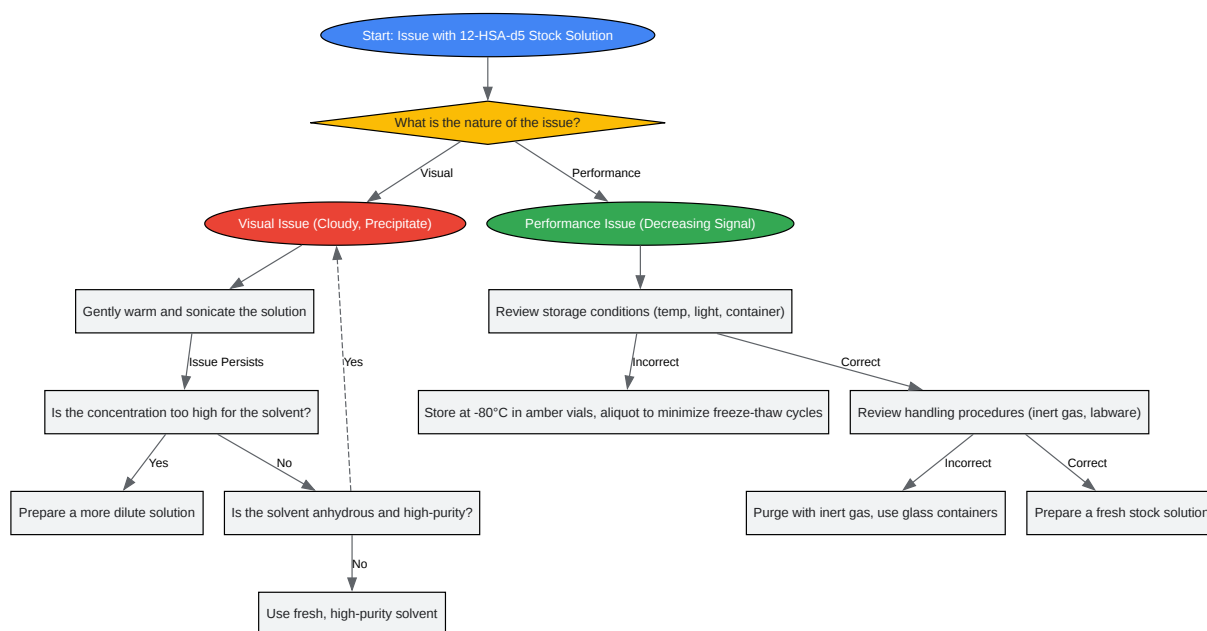 Start: Issue with 12-HSA-d5 Stock Solution
What is the nature of the issue?
Visual
Performance
Visual Issue (Cloudy, Precipitate)
Performance Issue (Decreasing Signal)
Gently warm and sonicate the solution
Review storage conditions (temp, light, container)
Issue Persists
Yes
Incorrect
Correct
Is the concentration too high for the solvent?
Store at -80°C in amber vials, aliquot to minimize freeze-thaw cycles
Review handling procedures (inert gas, labware)
Yes
No
Incorrect
Correct
Prepare a more dilute solution
Is the solvent anhydrous and high-purity?
Purge with inert gas, use glass containers
Prepare a fresh stock solution
No
Use fresh, high-purity solvent